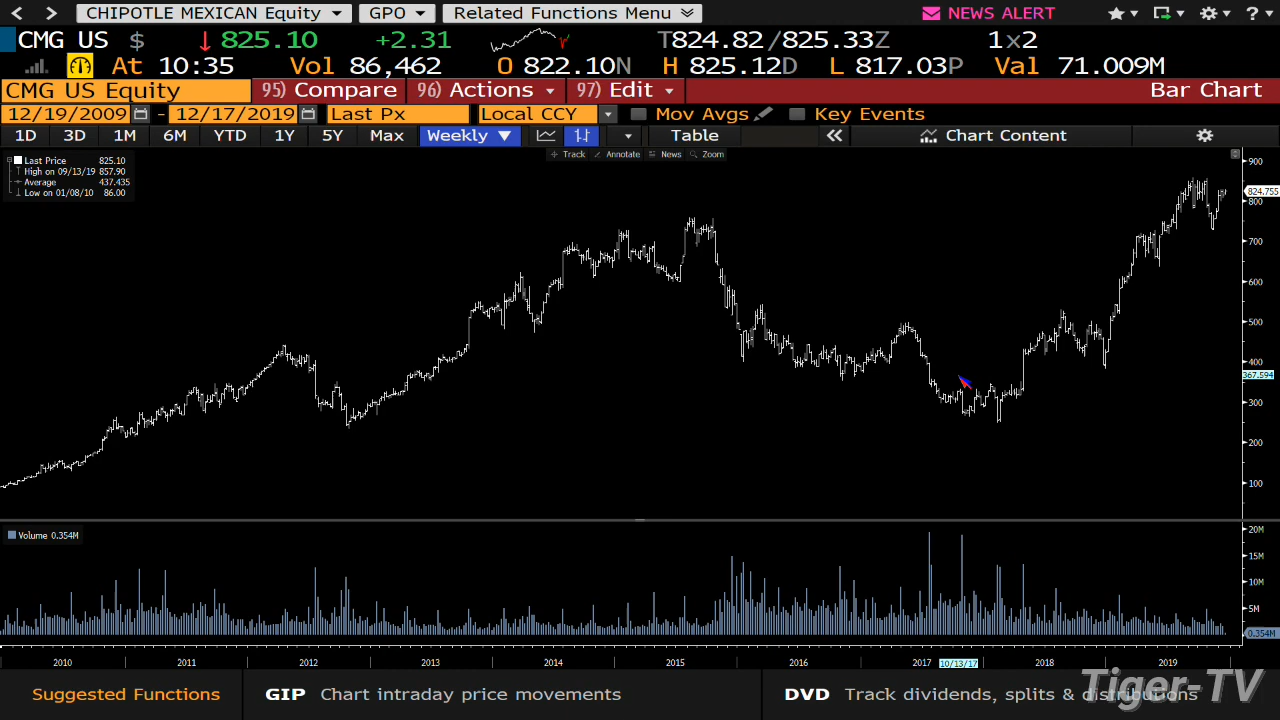 CHIPOTLE MEXICAN Equity GPO Related Functions Menu NEWS ALERT ?
CMG US $ ↓ 825.10 +2.31 T824.82/825.33Z 1x2
At 10:35 Vol 86,462 O 822.10N H 825.12D L 817.03P Val 71.009M
CMG US Equity 95) Compare 96) Actions 97) Edit Bar Chart
12/19/2009 - 12/17/2019 Last Px Local CCY Mov Avgs Key Events
1D 3D 1M 6M YTD 1Y 5Y Max Weekly ▼ Table « Chart Content
Track Annotate News Zoom
Last Price 825.10
High on 09/13/19 857.90
Average 437.435
Low on 01/08/10 86.00
900
824.755
800
700
600
500
400
367.594
300
200
100
Volume 0.354M
20M
15M
10M
5M
0.354M
2010 2011 2012 2013 2014 2015 2016 2017 10/13/17 2018 2019
Suggested Functions GIP Chart intraday price movements DVD Track dividends, splits & distributions
Tiger-TV